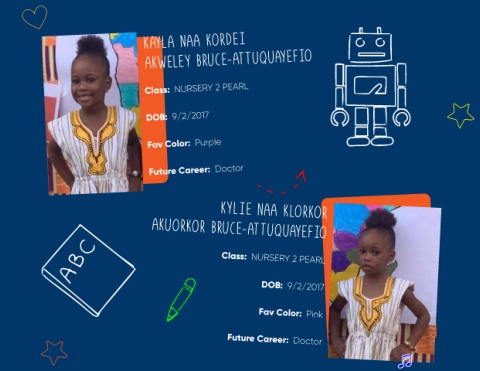 KAYLA NAA KORDEI
AKWELEY BRUCE-ATTUQUAYEFIO
Class: NURSERY 2 PEARL
DOB: 9/2/2017
Fav Color: Purple
Future Career: Doctor
KYLIE NAA KLORKOR
AKUORKOR BRUCE-ATTUQUAYEFIO
Class: NURSERY 2 PEARL
DOB: 9/2/2017
Fav Color: Pink
Future Career: Doctor
ABC